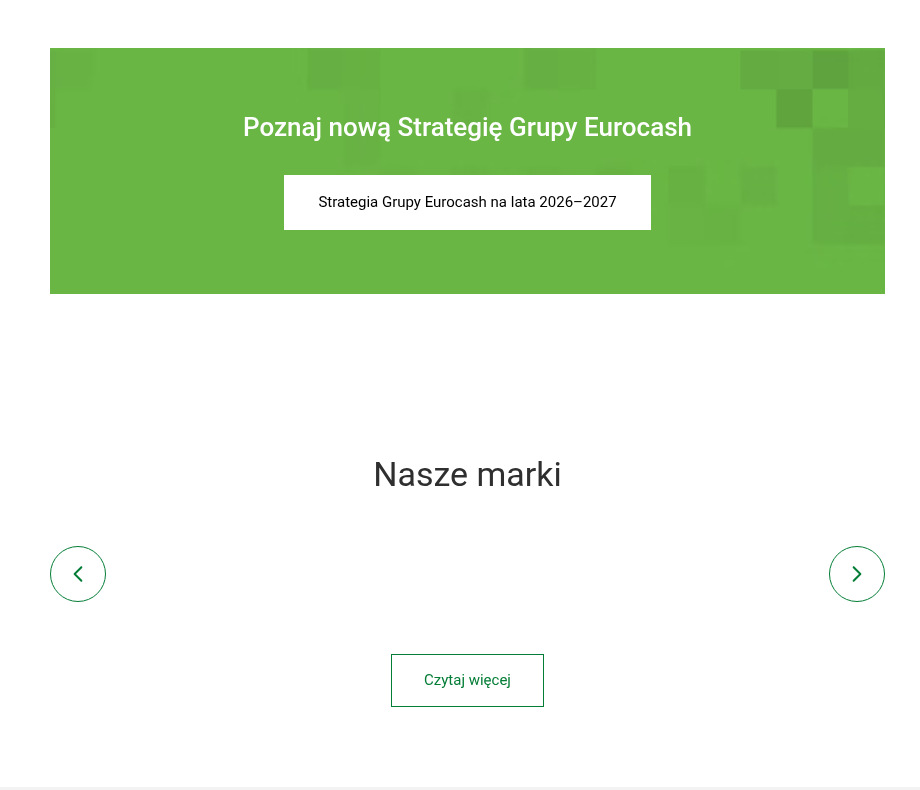 Poznaj nową Strategię Grupy Eurocash
Strategia Grupy Eurocash na lata 2026–2027
Nasze marki
Czytaj więcej